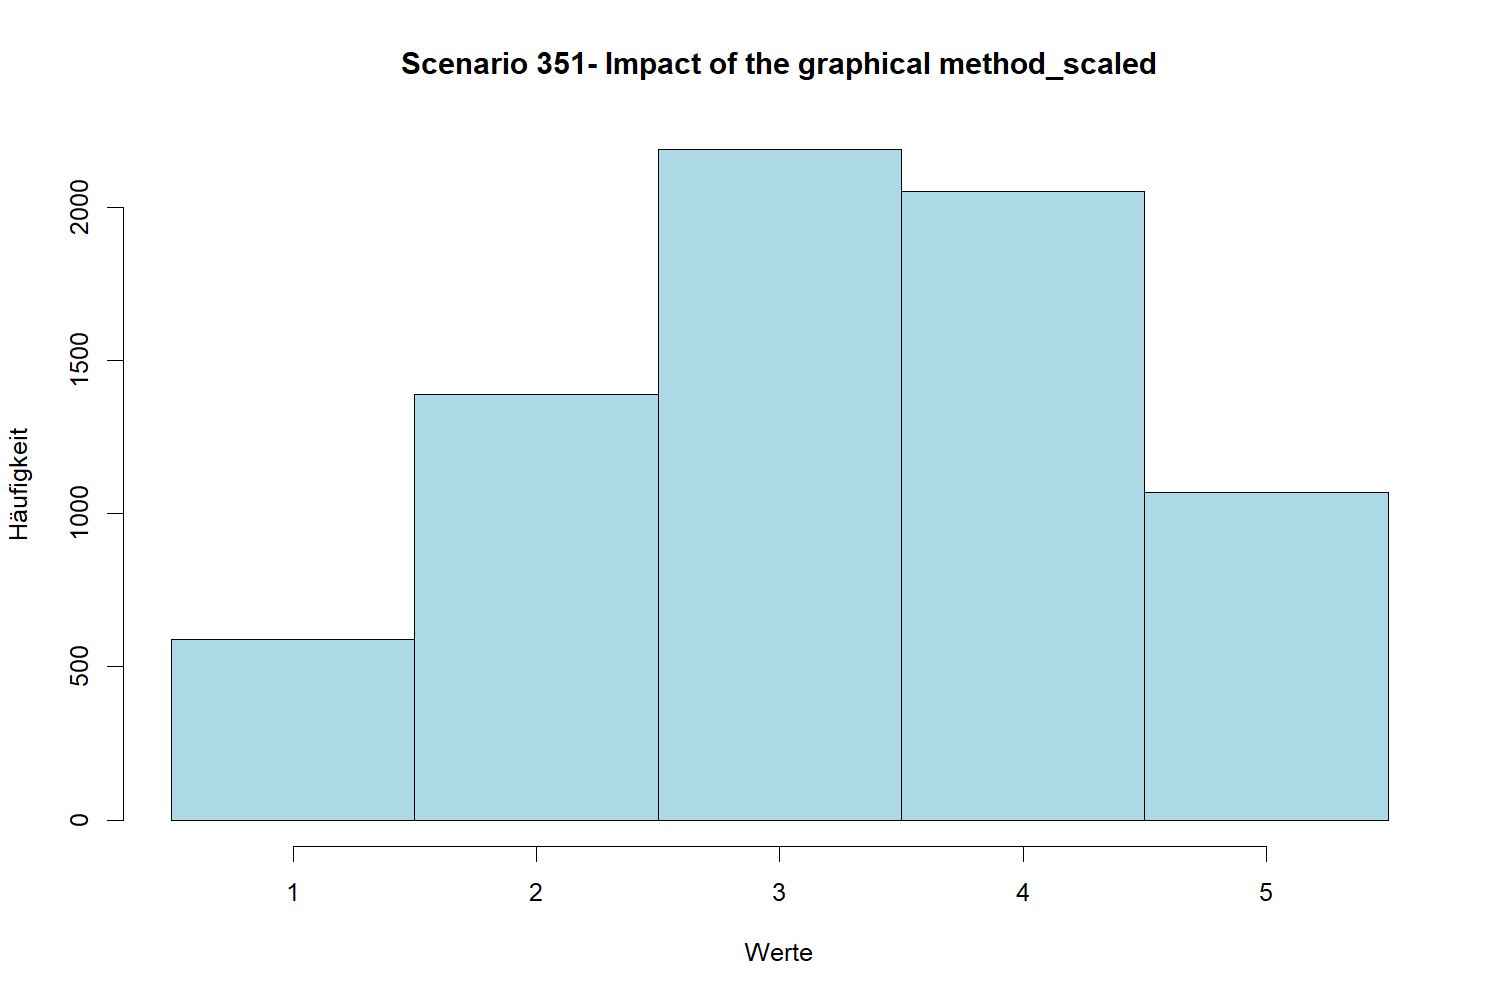 Scenario 351- Impact of the graphical method_scaled
Häufigkeit
2000
1500
1000
500
0
1 2 3 4 5
Werte